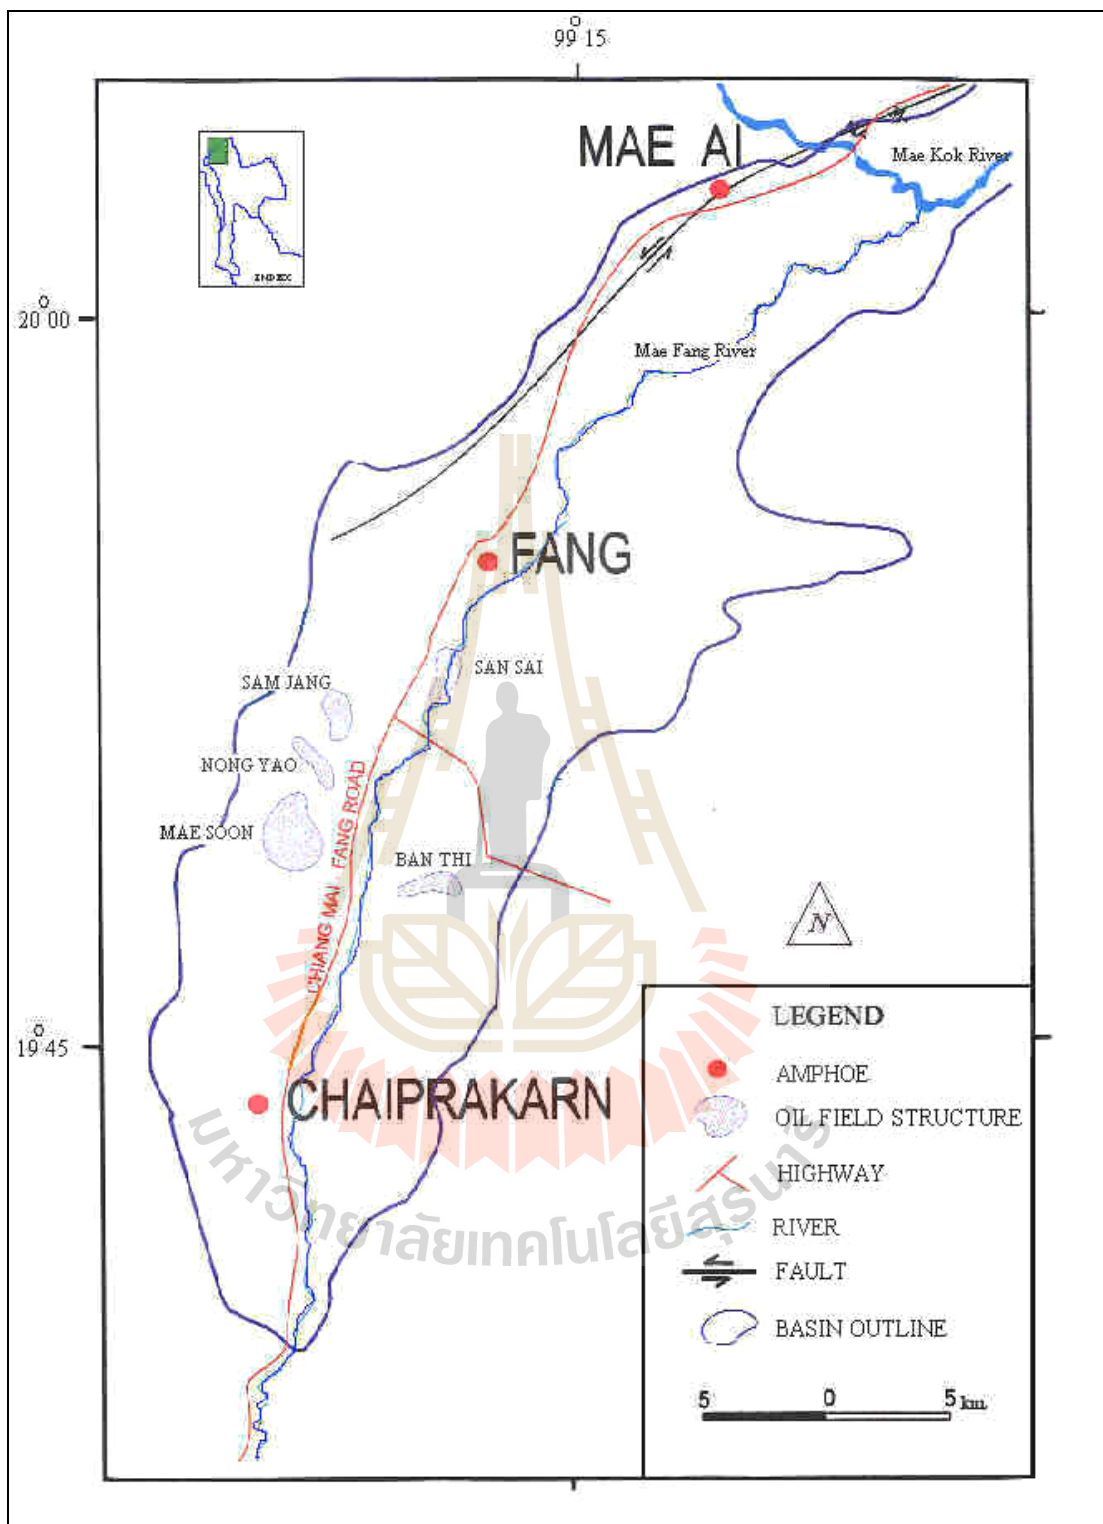 99° 15
MAE AI
Mae Kok River
INDEX
20° 00
Mae Fang River
FANG
SAN SAI
SAM JANG
NONG YAO
MAE SOON
BAN THI
CHIANG MAI FANG ROAD
N
19° 45
CHAIPRAKARN
LEGEND
AMPHOE
OIL FIELD STRUCTURE
HIGHWAY
RIVER
FAULT
BASIN OUTLINE
5 0 5 km.
มหาวิทยาลัยเทคโนโลยีสุรนารี